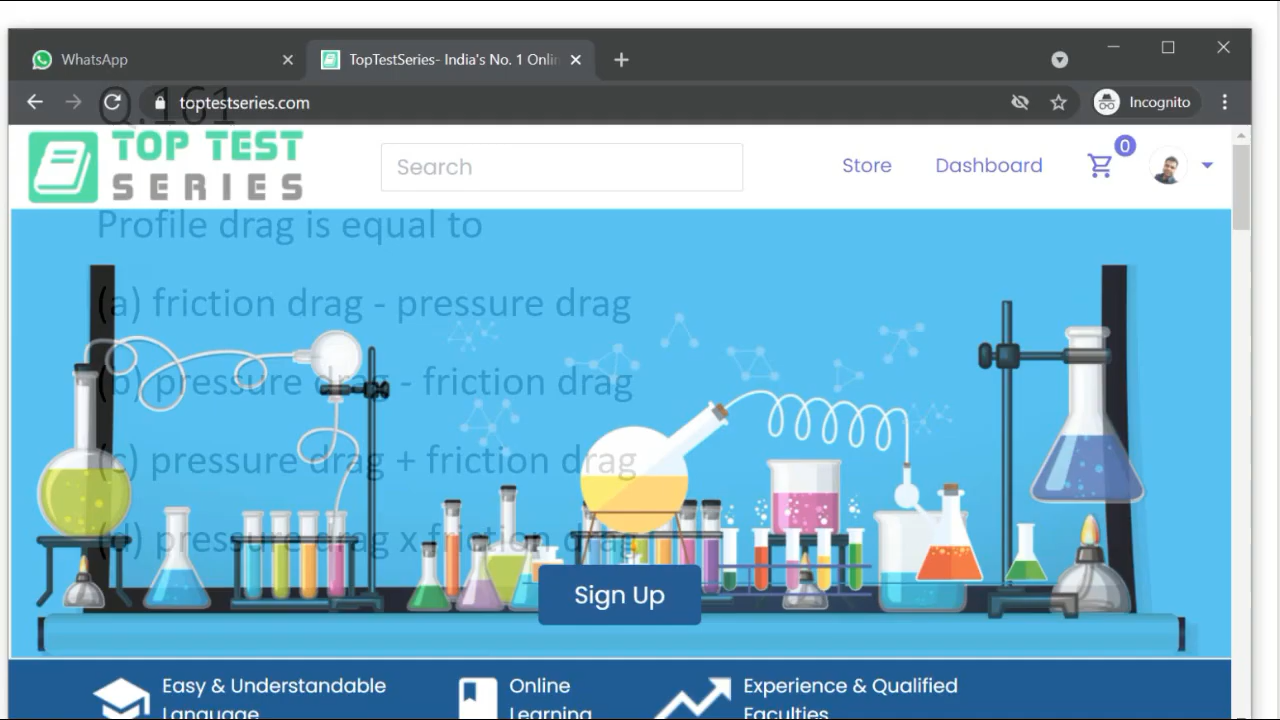 WhatsApp
TopTestSeries- India's No. 1 Onlin
toptestseries.com
Incognito
Q.161
TOP TEST
SERIES
Search
Store
Dashboard
0
Profile drag is equal to
(a) friction drag - pressure drag
(b) pressure drag - friction drag
(c) pressure drag + friction drag
(d) pressure drag x friction drag
Sign Up
Easy & Understandable
Language
Online
Learning
Experience & Qualified
Faculties